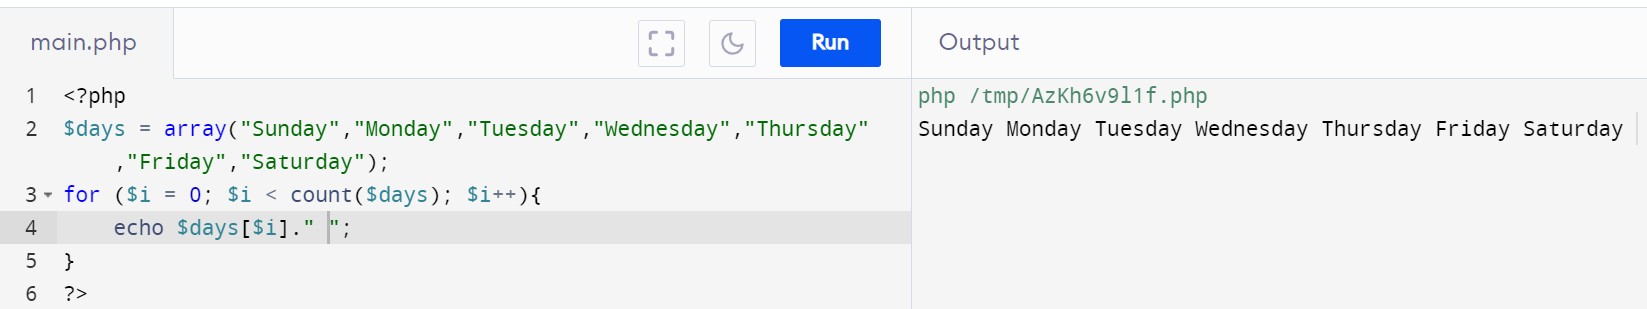 main.php
Run
Output
1 <?php
2 $days = array("Sunday","Monday","Tuesday","Wednesday","Thursday"
,"Friday","Saturday");
3 for ($i = 0; $i < count($days); $i++){
4     echo $days[$i]." ";
5 }
6 ?>
php /tmp/AzKh6v9l1f.php
Sunday Monday Tuesday Wednesday Thursday Friday Saturday